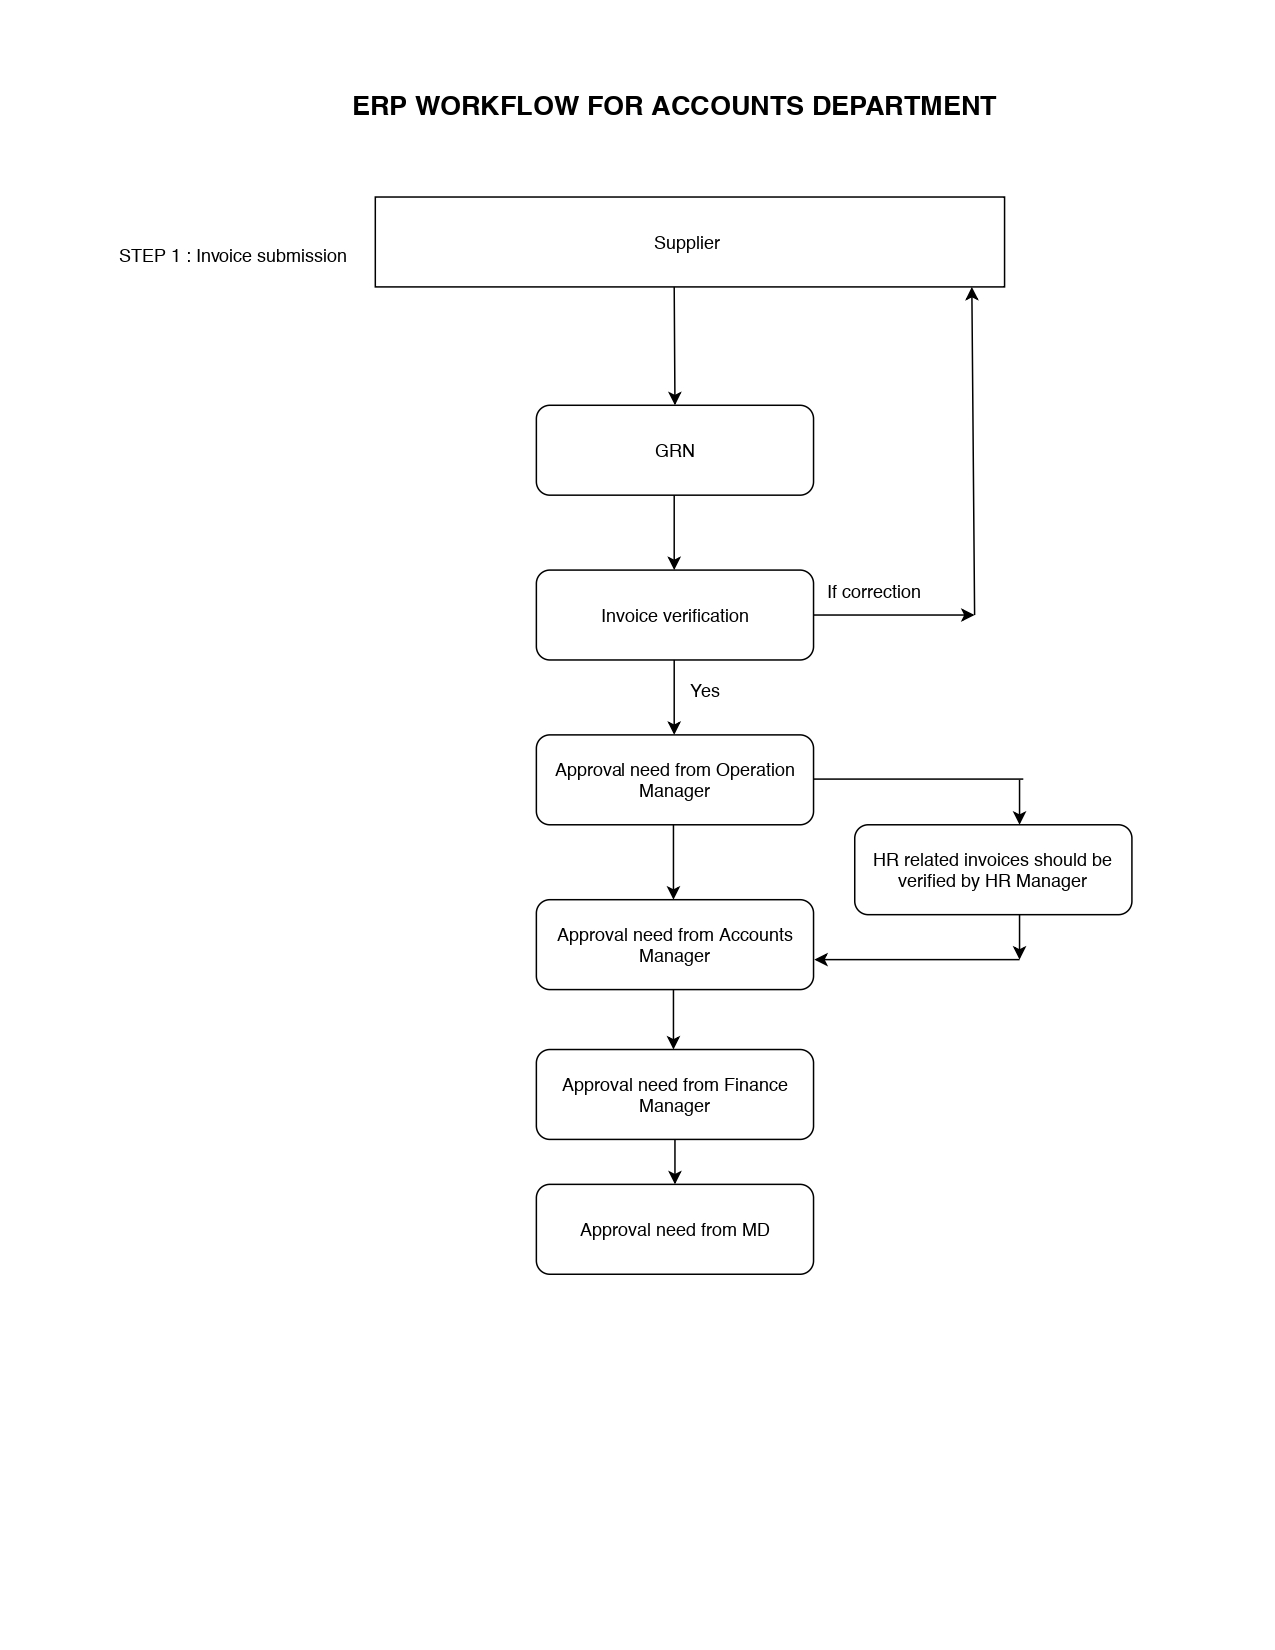 ERP WORKFLOW FOR ACCOUNTS DEPARTMENT
Supplier
STEP 1 : Invoice submission
GRN
If correction
Invoice verification
Yes
Approval need from Operation
Manager
HR related invoices should be
verified by HR Manager
Approval need from Accounts
Manager
Approval need from Finance
Manager
Approval need from MD